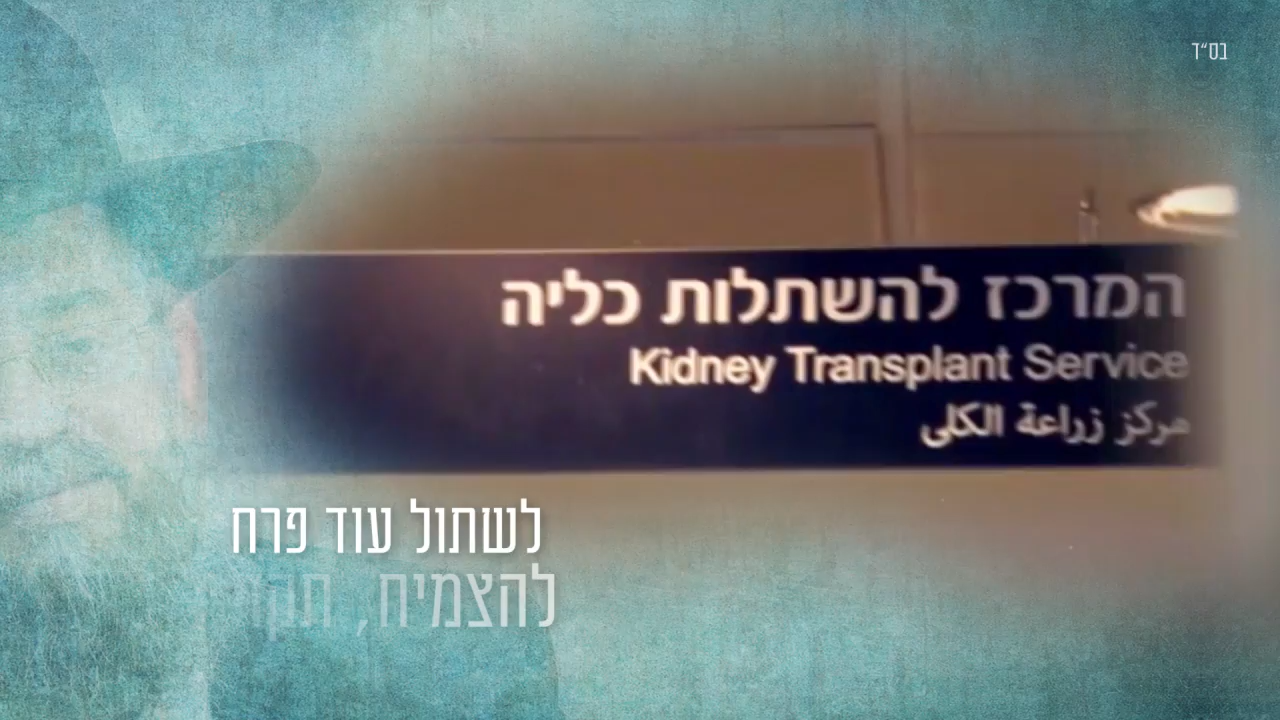 בס"ד
המרכז להשתלות כליה
Kidney Transplant Service
مركز زراعة الكلى
לשתול עוד פרח
להצמיח,